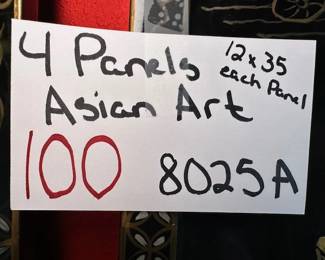 4 Panels
12 x 35
each Panel
Asian Art
100
8025A